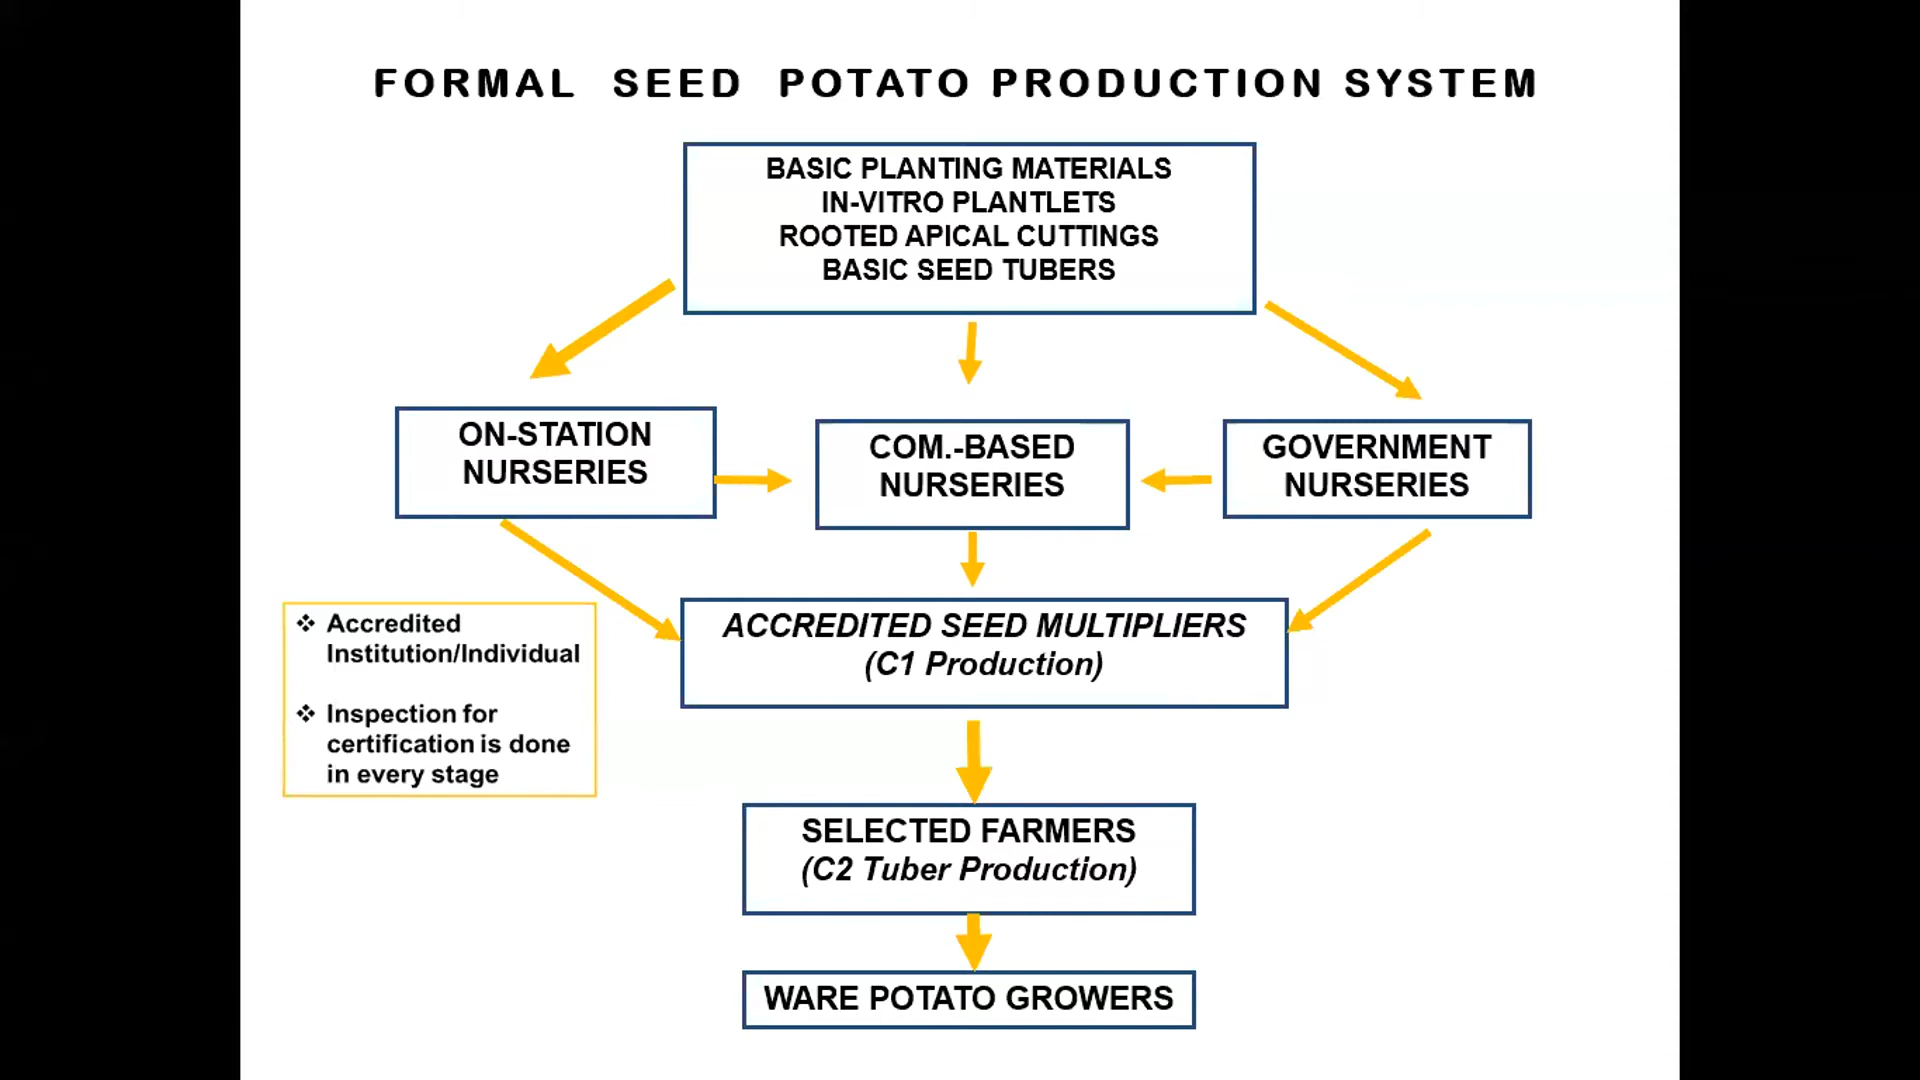 FORMAL SEED POTATO PRODUCTION SYSTEM
BASIC PLANTING MATERIALS
IN-VITRO PLANTLETS
ROOTED APICAL CUTTINGS
BASIC SEED TUBERS
ON-STATION
NURSERIES
COM.-BASED
NURSERIES
GOVERNMENT
NURSERIES
❖ Accredited
Institution/Individual
❖ Inspection for
certification is done
in every stage
ACCREDITED SEED MULTIPLIERS
(C1 Production)
SELECTED FARMERS
(C2 Tuber Production)
WARE POTATO GROWERS